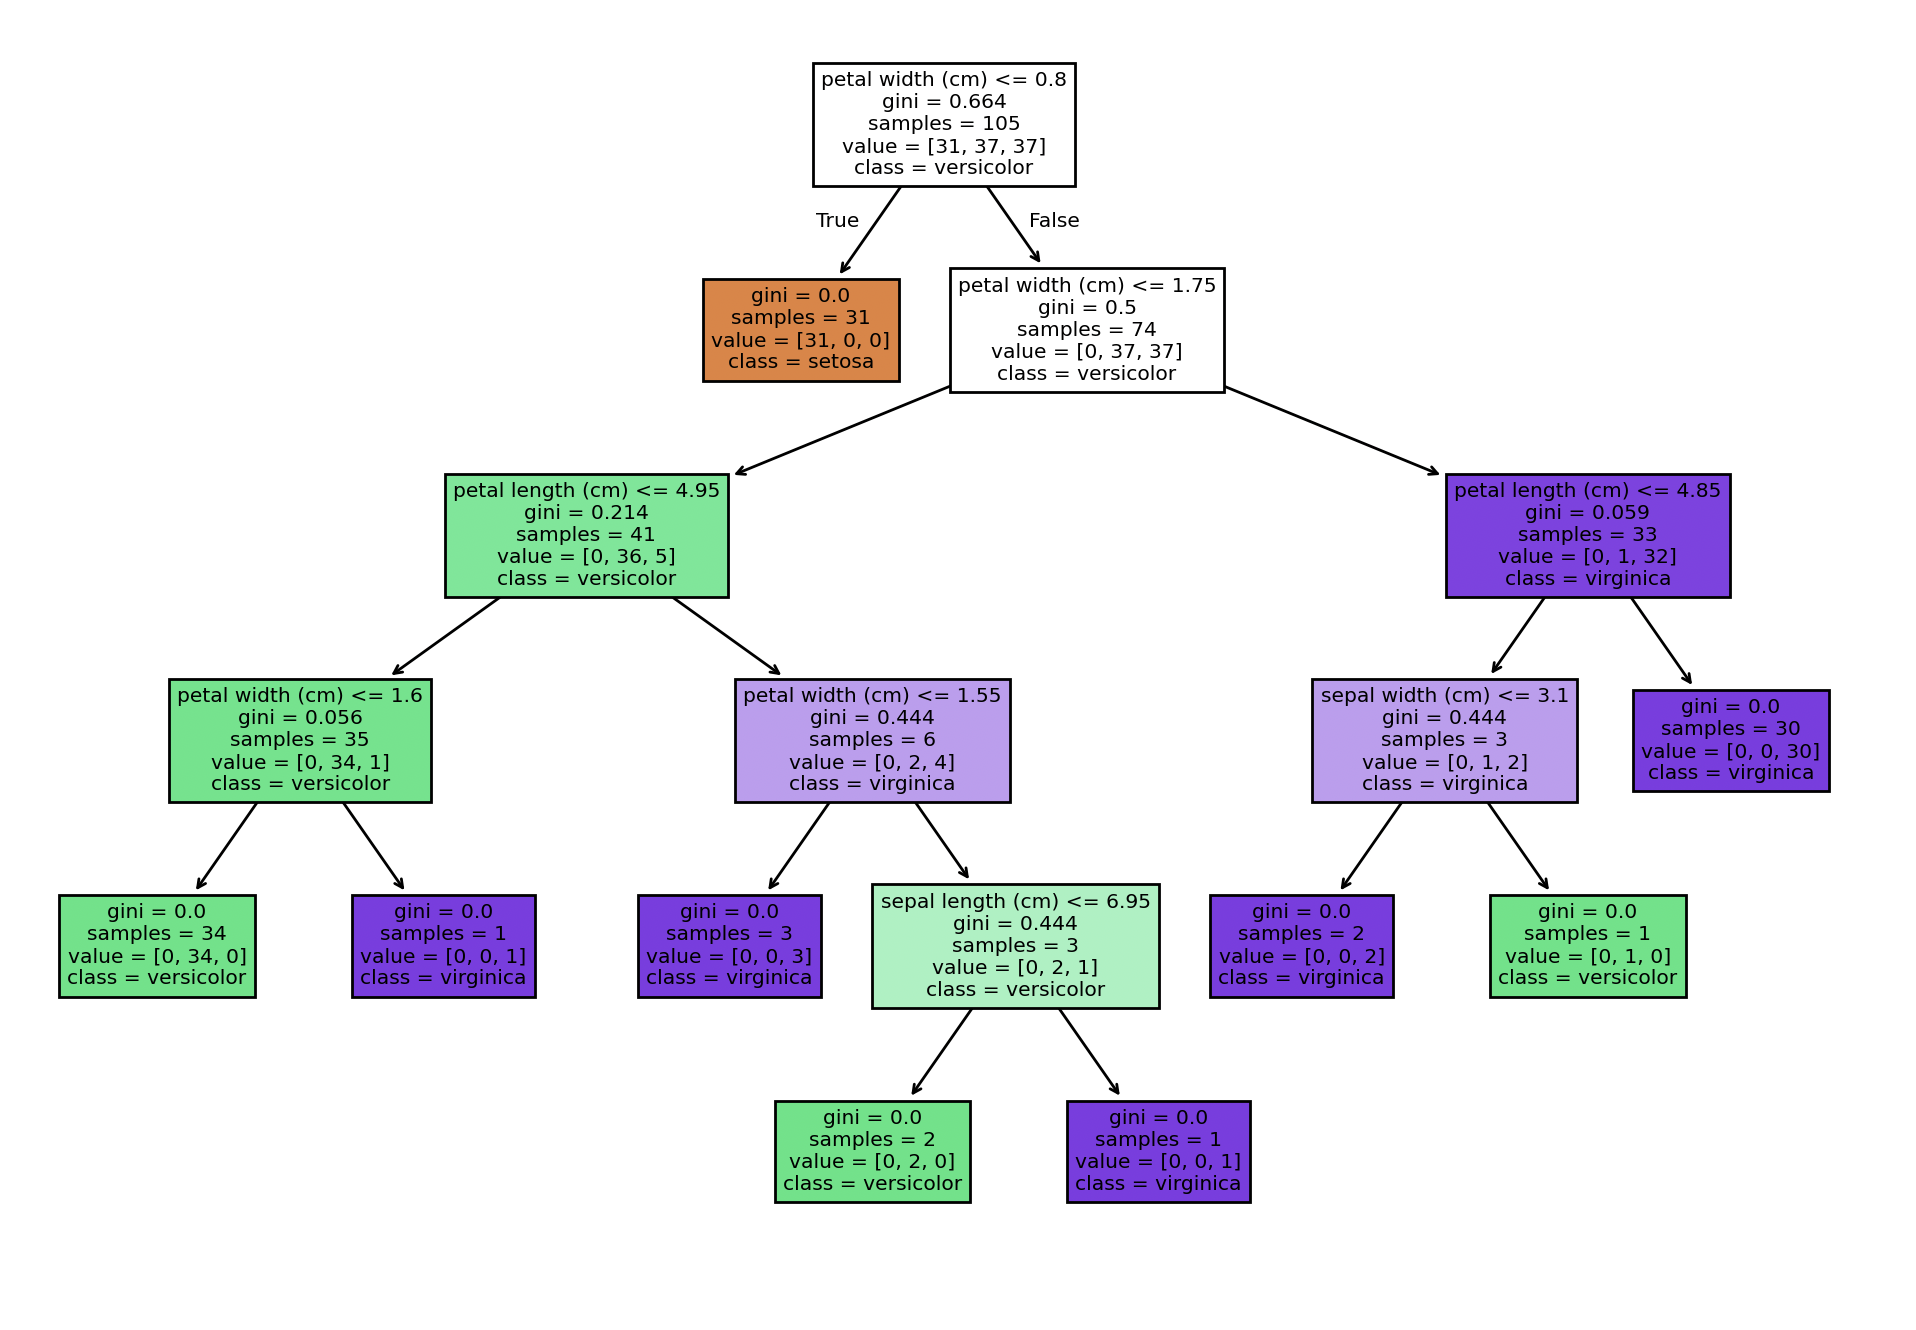 petal width (cm) <= 0.8
gini = 0.664
samples = 105
value = [31, 37, 37]
class = versicolor
True
False
gini = 0.0
samples = 31
value = [31, 0, 0]
class = setosa
petal width (cm) <= 1.75
gini = 0.5
samples = 74
value = [0, 37, 37]
class = versicolor
petal length (cm) <= 4.95
gini = 0.214
samples = 41
value = [0, 36, 5]
class = versicolor
petal length (cm) <= 4.85
gini = 0.059
samples = 33
value = [0, 1, 32]
class = virginica
petal width (cm) <= 1.6
gini = 0.056
samples = 35
value = [0, 34, 1]
class = versicolor
petal width (cm) <= 1.55
gini = 0.444
samples = 6
value = [0, 2, 4]
class = virginica
sepal width (cm) <= 3.1
gini = 0.444
samples = 3
value = [0, 1, 2]
class = virginica
gini = 0.0
samples = 30
value = [0, 0, 30]
class = virginica
gini = 0.0
samples = 34
value = [0, 34, 0]
class = versicolor
gini = 0.0
samples = 1
value = [0, 0, 1]
class = virginica
gini = 0.0
samples = 3
value = [0, 0, 3]
class = virginica
sepal length (cm) <= 6.95
gini = 0.444
samples = 3
value = [0, 2, 1]
class = versicolor
gini = 0.0
samples = 2
value = [0, 0, 2]
class = virginica
gini = 0.0
samples = 1
value = [0, 1, 0]
class = versicolor
gini = 0.0
samples = 2
value = [0, 2, 0]
class = versicolor
gini = 0.0
samples = 1
value = [0, 0, 1]
class = virginica